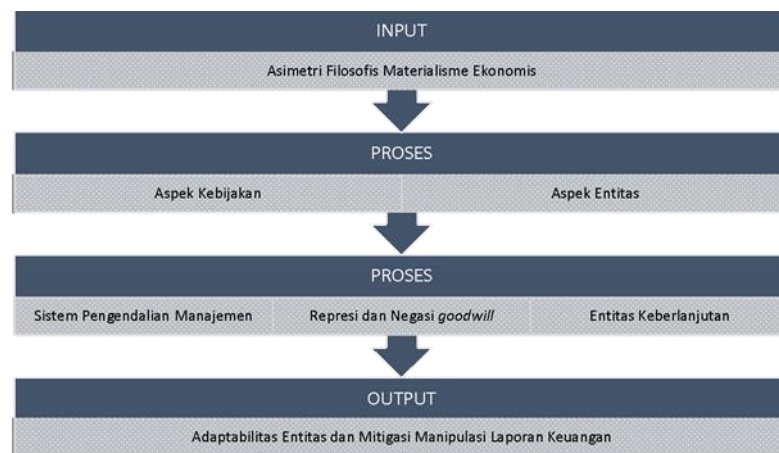 INPUT
Asimetri Filosofis Materialisme Ekonomis
PROSES
Aspek Kebijakan
Aspek Entitas
PROSES
Sistem Pengendalian Manajemen
Represi dan Negasi goodwill
Entitas Keberlanjutan
OUTPUT
Adaptabilitas Entitas dan Mitigasi Manipulasi Laporan Keuangan